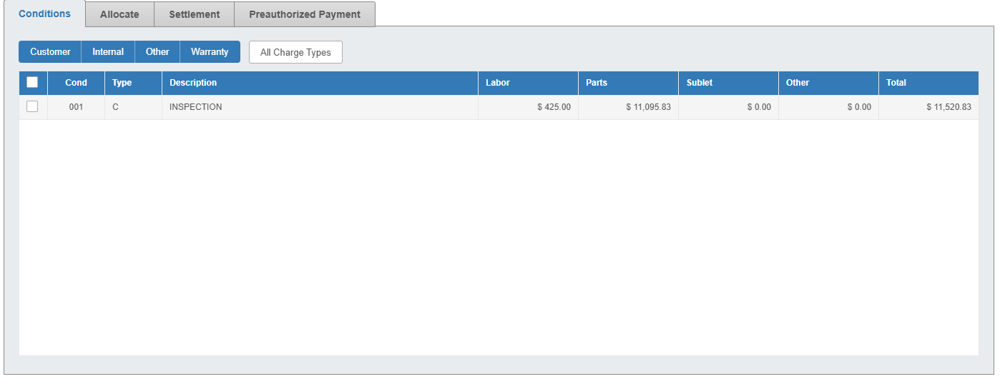 Conditions Allocate Settlement Preauthorized Payment
Customer Internal Other Warranty All Charge Types
Cond Type Description Labor Parts Sublet Other Total
001 C INSPECTION $ 425.00 $ 11,095.83 $ 0.00 $ 0.00 $ 11,520.83